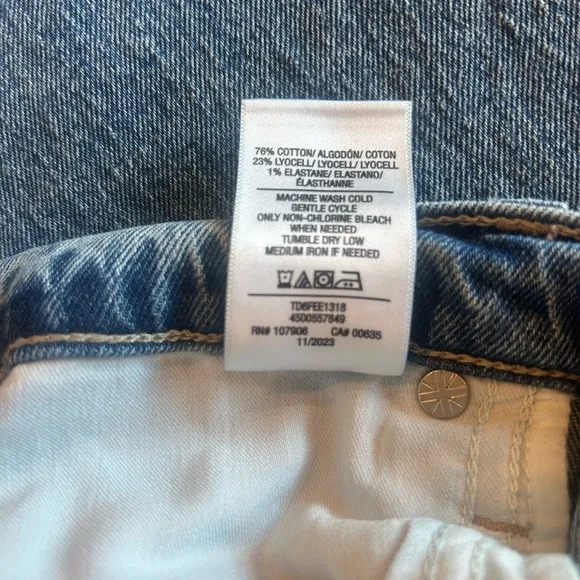 76% COTTON/ ALGODÓN/ COTON
23% LYOCELL/ LYOCELL/ LYOCELL
1% ELASTANE/ ELASTANO/
ÉLASTHANNE
MACHINE WASH COLD
GENTLE CYCLE
ONLY NON-CHLORINE BLEACH
WHEN NEEDED
TUMBLE DRY LOW
MEDIUM IRON IF NEEDED
TD6FEE1318
4500557849
RN# 107906 CA# 00635
11/2023